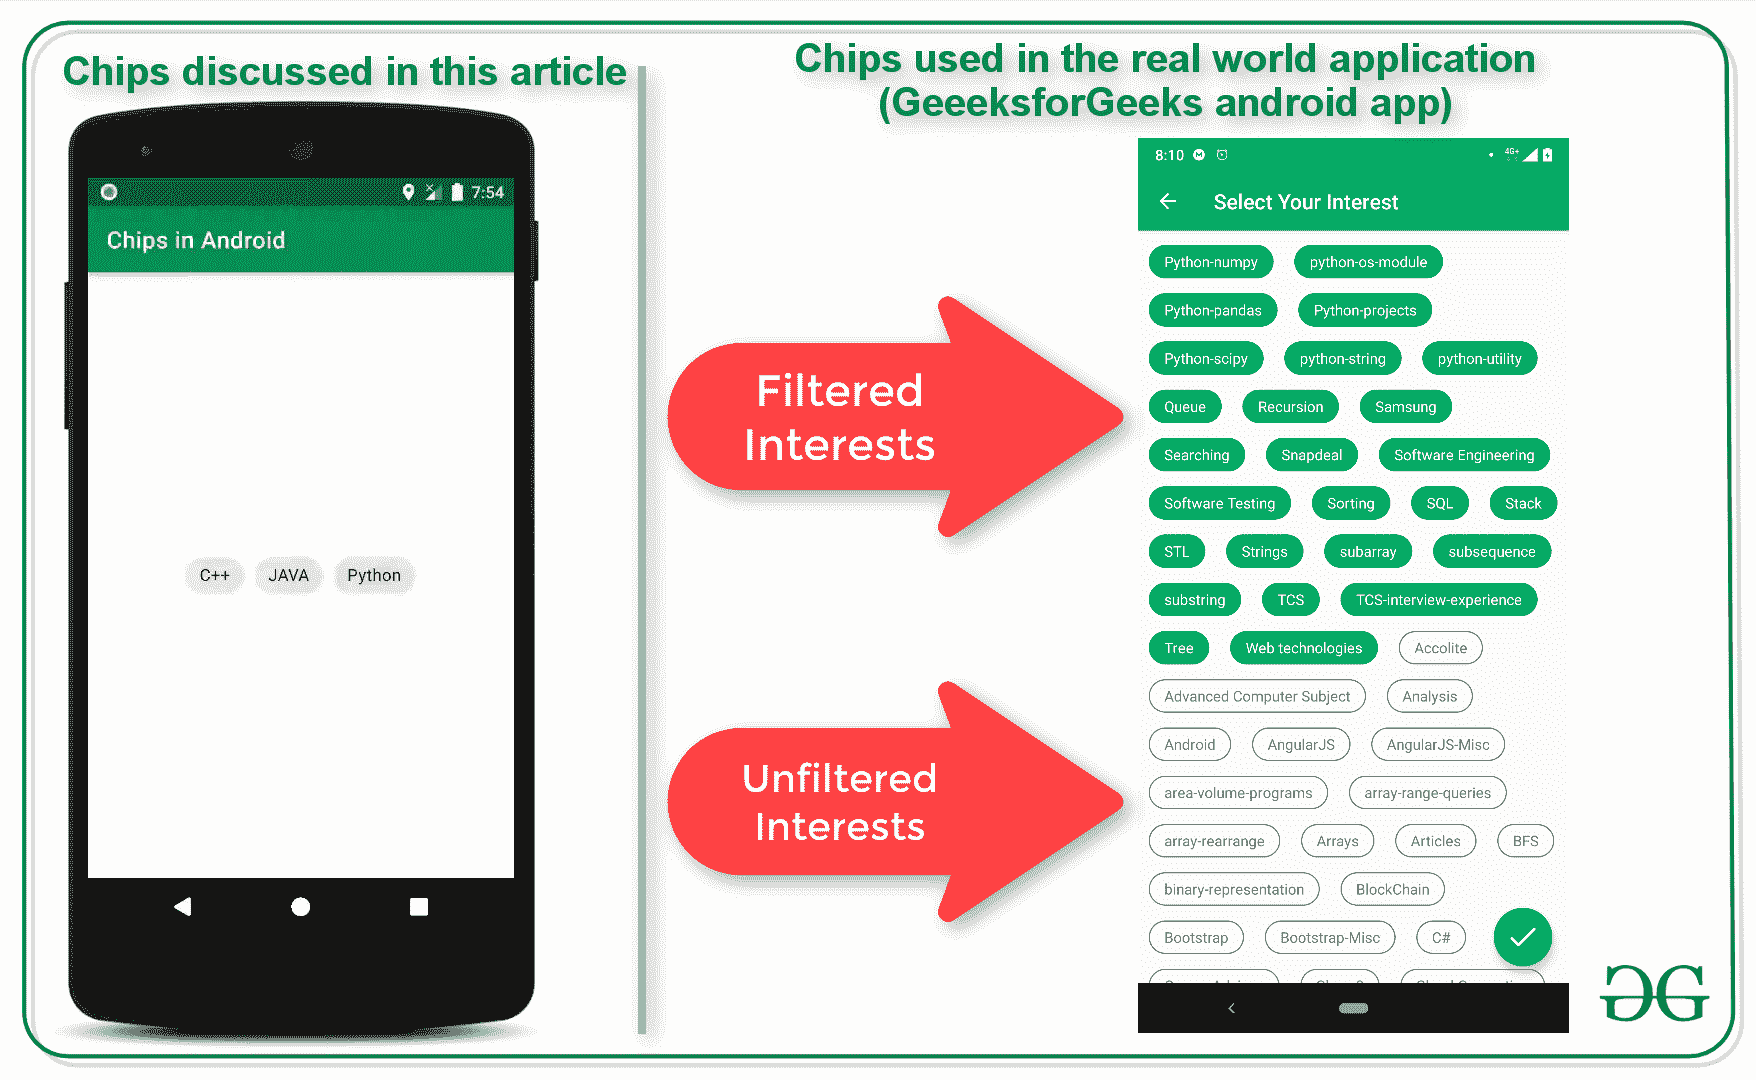 Chips discussed in this article
7:54
Chips in Android
C++ JAVA Python
Chips used in the real world application
(GeeeksforGeeks android app)
Filtered
Interests
Unfiltered
Interests
8:10 4G+
Select Your Interest
Python-numpy python-os-module
Python-pandas Python-projects
Python-scipy python-string python-utility
Queue Recursion Samsung
Searching Snapdeal Software Engineering
Software Testing Sorting SQL Stack
STL Strings subarray subsequence
substring TCS TCS-interview-experience
Tree Web technologies Accolite
Advanced Computer Subject Analysis
Android AngularJS AngularJS-Misc
area-volume-programs array-range-queries
array-rearrange Arrays Articles BFS
binary-representation BlockChain
Bootstrap Bootstrap-Misc C#